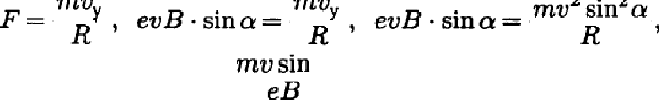 F = mv_y / R , evB · sin α = mv_y / R , evB · sin α = mv² sin² α / R ,
mv sin
eB